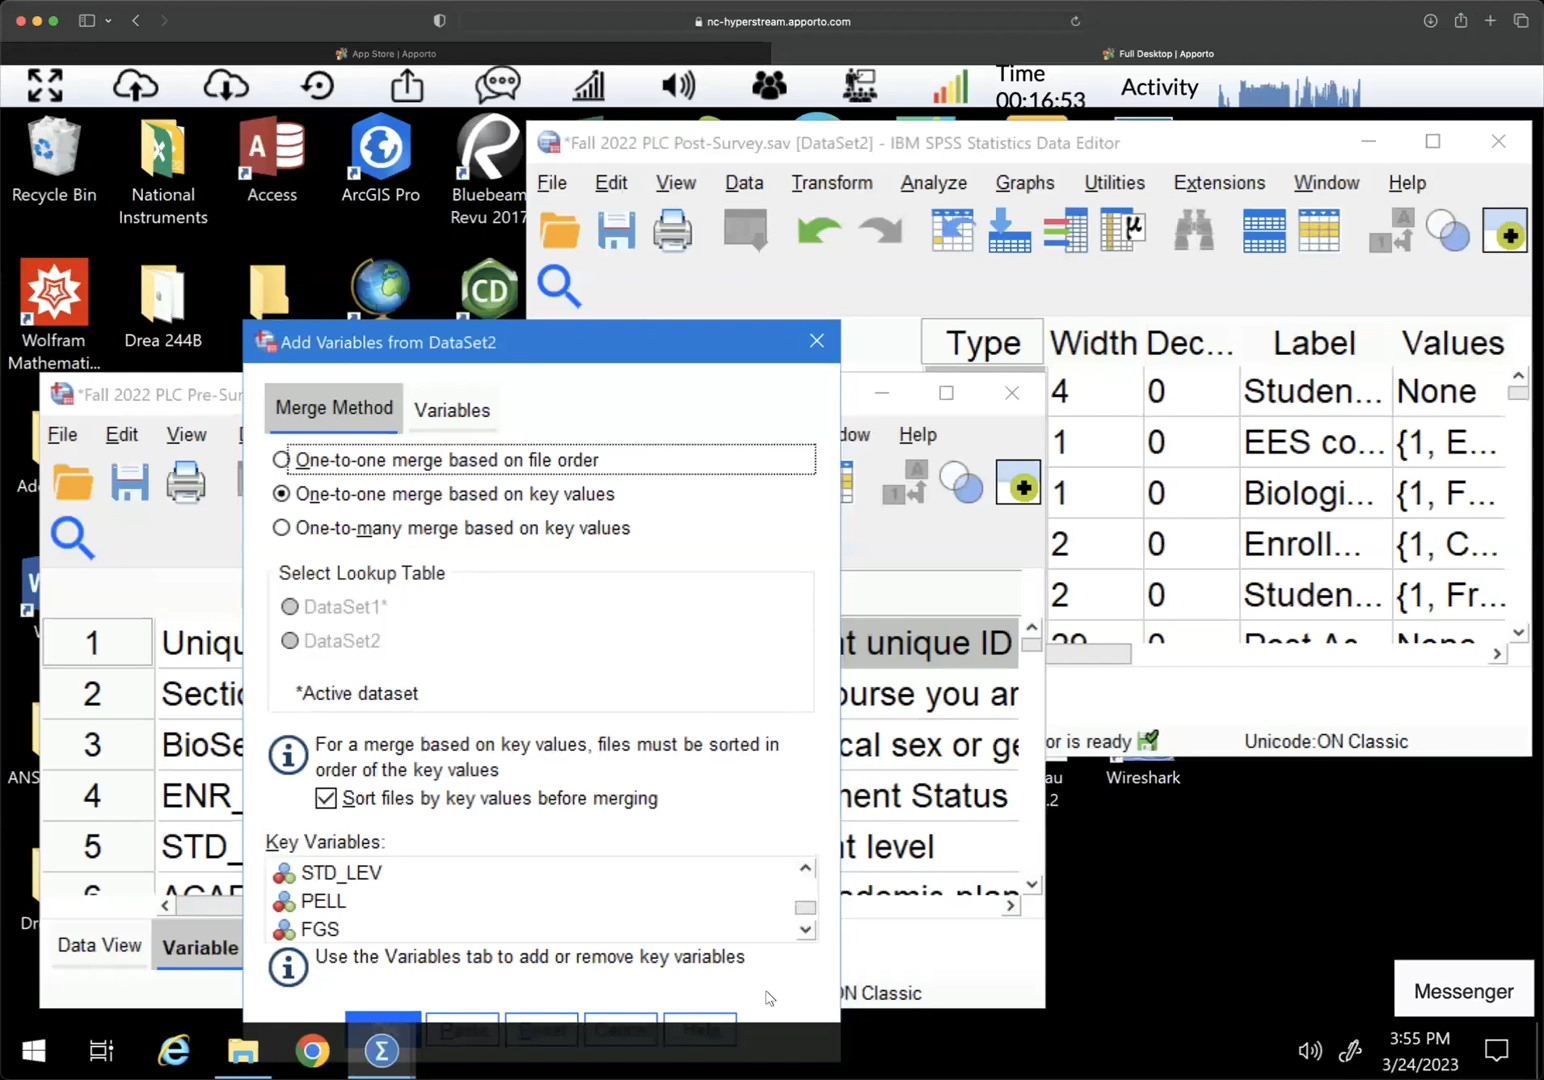 nc-hyperstream.apporto.com
App Store | Apporto
Full Desktop | Apporto
Time
00:16:53
Activity
Recycle Bin
National
Instruments
Access
ArcGIS Pro
Bluebeam
Revu 2017
*Fall 2022 PLC Post-Survey.sav [DataSet2] - IBM SPSS Statistics Data Editor
File Edit View Data Transform Analyze Graphs Utilities Extensions Window Help
Wolfram
Mathemati...
Drea 244B
CD
Type Width Dec... Label Values
4 0 Studen... None
1 0 EES co... {1, E...
1 0 Biologi... {1, F...
2 0 Enroll... {1, C...
2 0 Studen... {1, Fr...
or is ready
Unicode:ON Classic
Wireshark
au
.2
Add Variables from DataSet2
Merge Method
Variables
One-to-one merge based on file order
One-to-one merge based on key values
One-to-many merge based on key values
Select Lookup Table
DataSet1*
DataSet2
*Active dataset
For a merge based on key values, files must be sorted in
order of the key values
Sort files by key values before merging
Key Variables:
STD_LEV
PELL
FGS
Use the Variables tab to add or remove key variables
*Fall 2022 PLC Pre-Sur
File Edit View
dow Help
1 Uniqu
t unique ID
2 Sectio
ourse you ar
3 BioSe
cal sex or ge
4 ENR_
ment Status
5 STD_
t level
Data View
Variable
ON Classic
ANS
Messenger
3:55 PM
3/24/2023